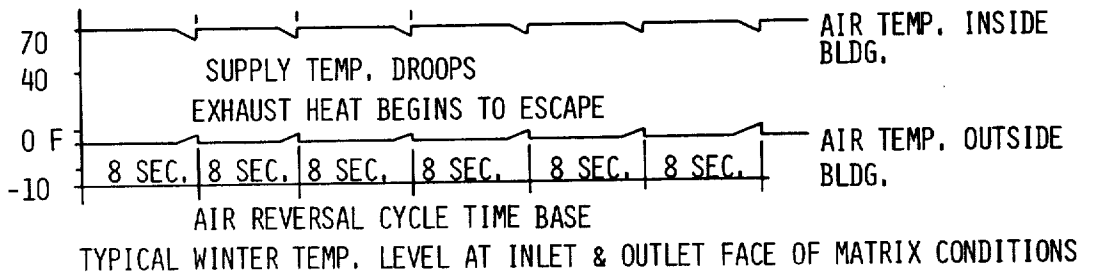 70
AIR TEMP. INSIDE
BLDG.
40
SUPPLY TEMP. DROOPS
EXHAUST HEAT BEGINS TO ESCAPE
0 F
AIR TEMP. OUTSIDE
BLDG.
8 SEC. 8 SEC. 8 SEC. 8 SEC. 8 SEC. 8 SEC.
-10
AIR REVERSAL CYCLE TIME BASE
TYPICAL WINTER TEMP. LEVEL AT INLET & OUTLET FACE OF MATRIX CONDITIONS